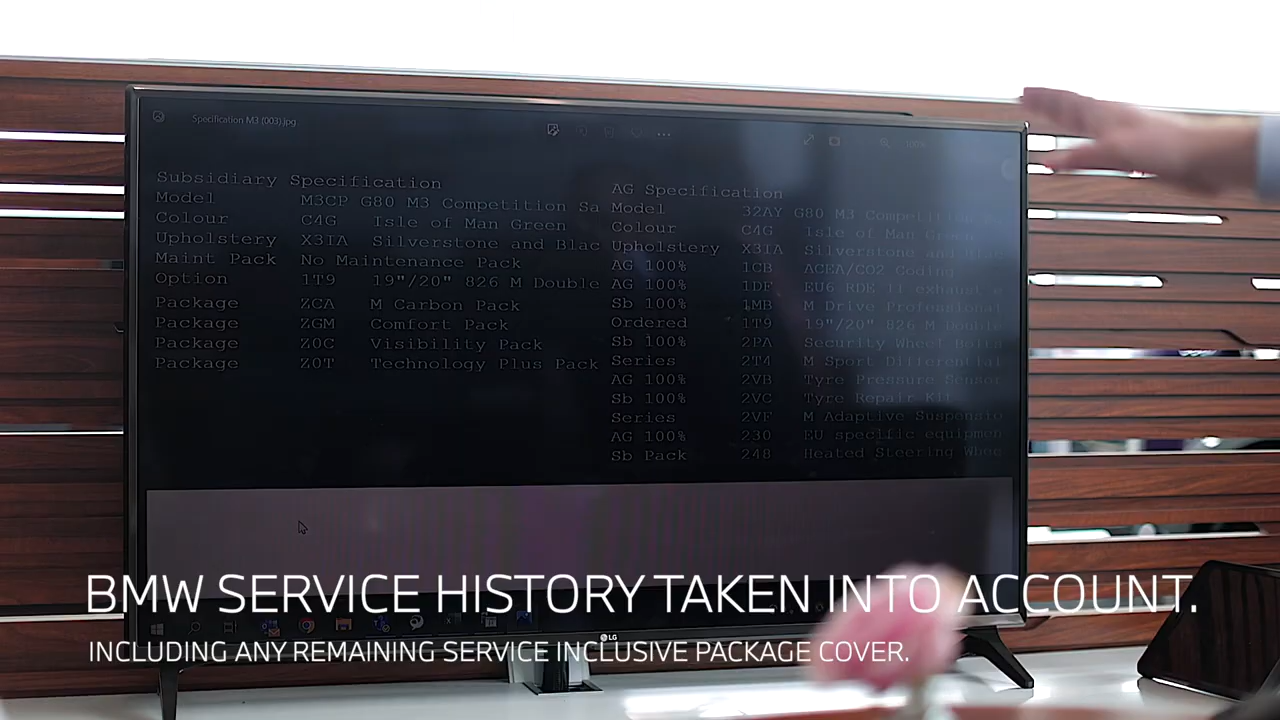 Specification M3 (003).jpg
Subsidiary Specification
Model M3CP G80 M3 Competition Sa
Colour C4G Isle of Man Green
Upholstery X3IA Silverstone and Blac
Maint Pack No Maintenance Pack
Option 1T9 19"/20" 826 M Double
Package ZCA M Carbon Pack
Package ZGM Comfort Pack
Package Z0C Visibility Pack
Package Z0T Technology Plus Pack
AG Specification
Model 32AY G80 M3 Competition
Colour C4G Isle of Man Green
Upholstery X3IA Silverstone and Blac
AG 100% 1CB ACEA/CO2 Coding
AG 100% 1DF EU6 RDE II exhaust
Sb 100% 1MB M Drive Professional
Ordered 1T9 19"/20" 826 M Double
Sb 100% 2PA Security Wheel Bolts
Series 2T4 M Sport Differential
AG 100% 2VB Tyre Pressure Sensor
Sb 100% 2VC Tyre Repair Kit
Series 2VF M Adaptive Suspensio
AG 100% 230 EU specific equipmen
Sb Pack 248 Heated Steering Whee
LG
BMW SERVICE HISTORY TAKEN INTO ACCOUNT.
INCLUDING ANY REMAINING SERVICE INCLUSIVE PACKAGE COVER.